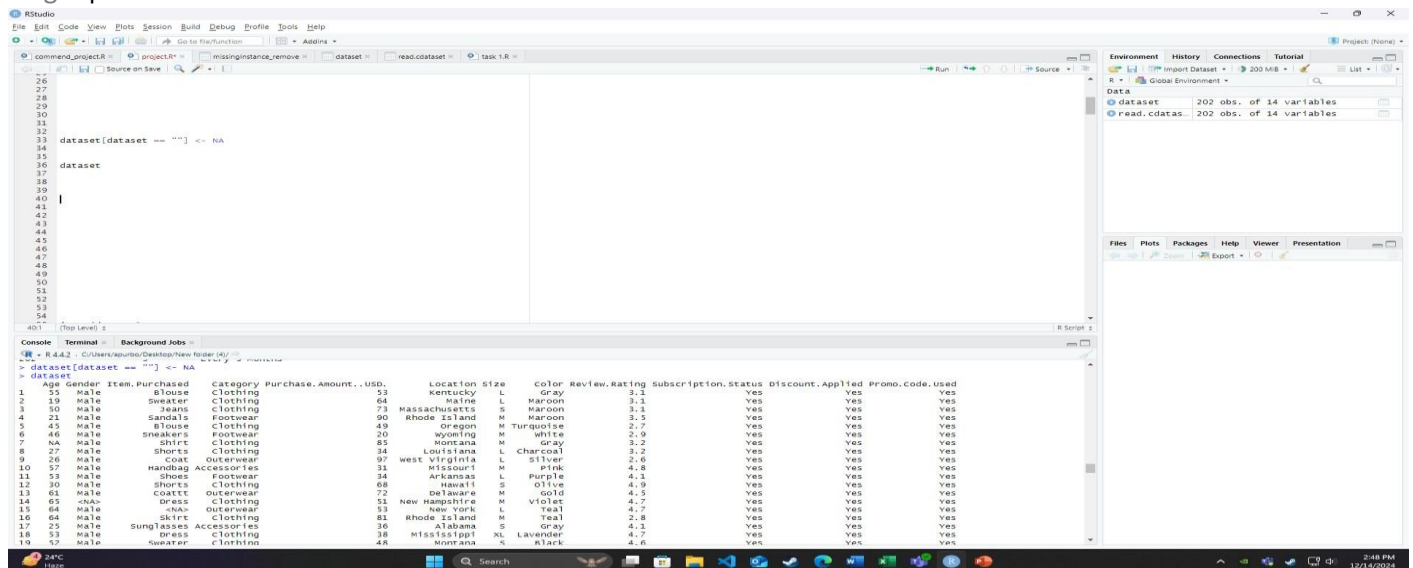 RStudio
File Edit Code View Plots Session Build Debug Profile Tools Help
Go to file/function Addins
Project: (None)
commend_project.R project.R* missinginstance_remove dataset read.cdataset task 1.R
Source on Save Run Source
26
27
28
29
30
31
32
33 dataset[dataset == ""] <- NA
34
35
36 dataset
37
38
39
40
41
42
43
44
45
46
47
48
49
50
51
52
53
54
40:1 (Top Level) R Script
Console Terminal Background Jobs
R 4.4.2 · C:/Users/apurbo/Desktop/New folder (4)/
> dataset[dataset == ""] <- NA
> dataset
Age Gender Item.Purchased Category Purchase.Amount..USD. Location Size Color Review.Rating Subscription.Status Discount.Applied Promo.Code.Used
1 55 Male Blouse Clothing 53 Kentucky L Gray 3.1 Yes Yes Yes
2 19 Male Sweater Clothing 64 Maine L Maroon 3.1 Yes Yes Yes
3 50 Male Jeans Clothing 73 Massachusetts S Maroon 3.1 Yes Yes Yes
4 21 Male Sandals Footwear 90 Rhode Island M Maroon 3.5 Yes Yes Yes
5 45 Male Blouse Clothing 49 Oregon M Turquoise 2.7 Yes Yes Yes
6 46 Male Sneakers Footwear 20 Wyoming M White 2.9 Yes Yes Yes
7 NA Male Shirt Clothing 85 Montana M Gray 3.2 Yes Yes Yes
8 27 Male Shorts Clothing 34 Louisiana L Charcoal 3.2 Yes Yes Yes
9 26 Male Coat Outerwear 97 West Virginia L Silver 2.6 Yes Yes Yes
10 57 Male Handbag Accessories 31 Missouri M Pink 4.8 Yes Yes Yes
11 53 Male Shoes Footwear 34 Arkansas L Purple 4.1 Yes Yes Yes
12 30 Male Shorts Clothing 68 Hawaii S Olive 4.9 Yes Yes Yes
13 61 Male Coattt Outerwear 72 Delaware M Gold 4.5 Yes Yes Yes
14 65 <NA> Dress Clothing 51 New Hampshire M Violet 4.7 Yes Yes Yes
15 64 Male <NA> Outerwear 53 New York L Teal 4.7 Yes Yes Yes
16 64 Male Skirt Clothing 81 Rhode Island M Teal 2.8 Yes Yes Yes
17 25 Male Sunglasses Accessories 36 Alabama S Gray 4.1 Yes Yes Yes
18 53 Male Dress Clothing 38 Mississippi XL Lavender 4.7 Yes Yes Yes
19 52 Male Sweater Clothing 48 Montana S Black 4.6 Yes Yes Yes
Environment History Connections Tutorial
Import Dataset 200 MiB List
R Global Environment
Data
dataset 202 obs. of 14 variables
read.cdatas… 202 obs. of 14 variables
Files Plots Packages Help Viewer Presentation
Zoom Export
4
24°C
Haze
Search
2:48 PM
12/14/2024